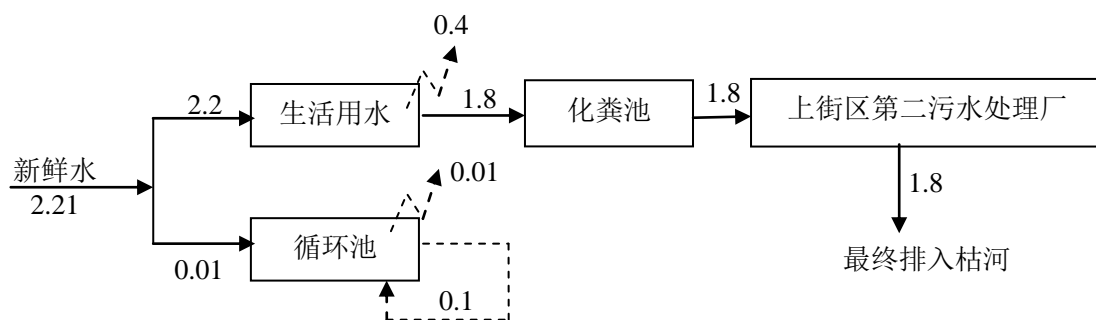 0.4
2.2
生活用水
1.8
化粪池
1.8
上街区第二污水处理厂
新鲜水
2.21
0.01
1.8
循环池
0.01
0.1
最终排入枯河